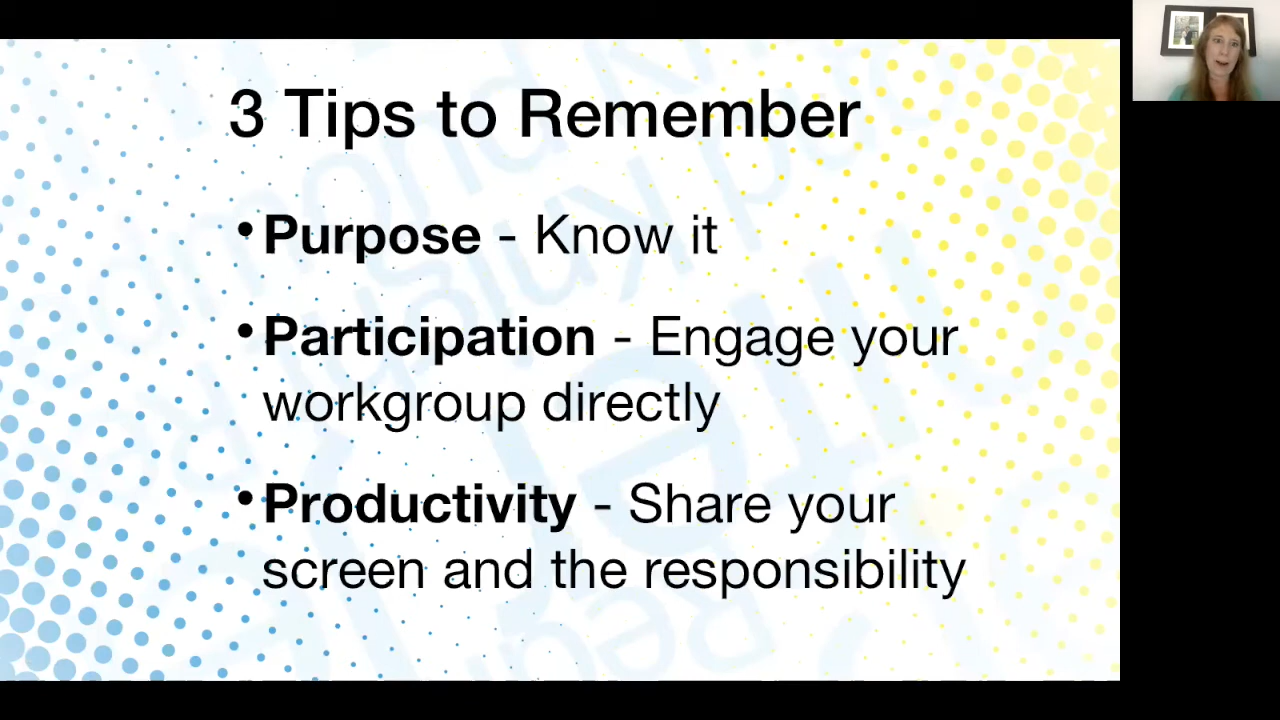 3 Tips to Remember
• Purpose - Know it
• Participation - Engage your
workgroup directly
• Productivity - Share your
screen and the responsibility